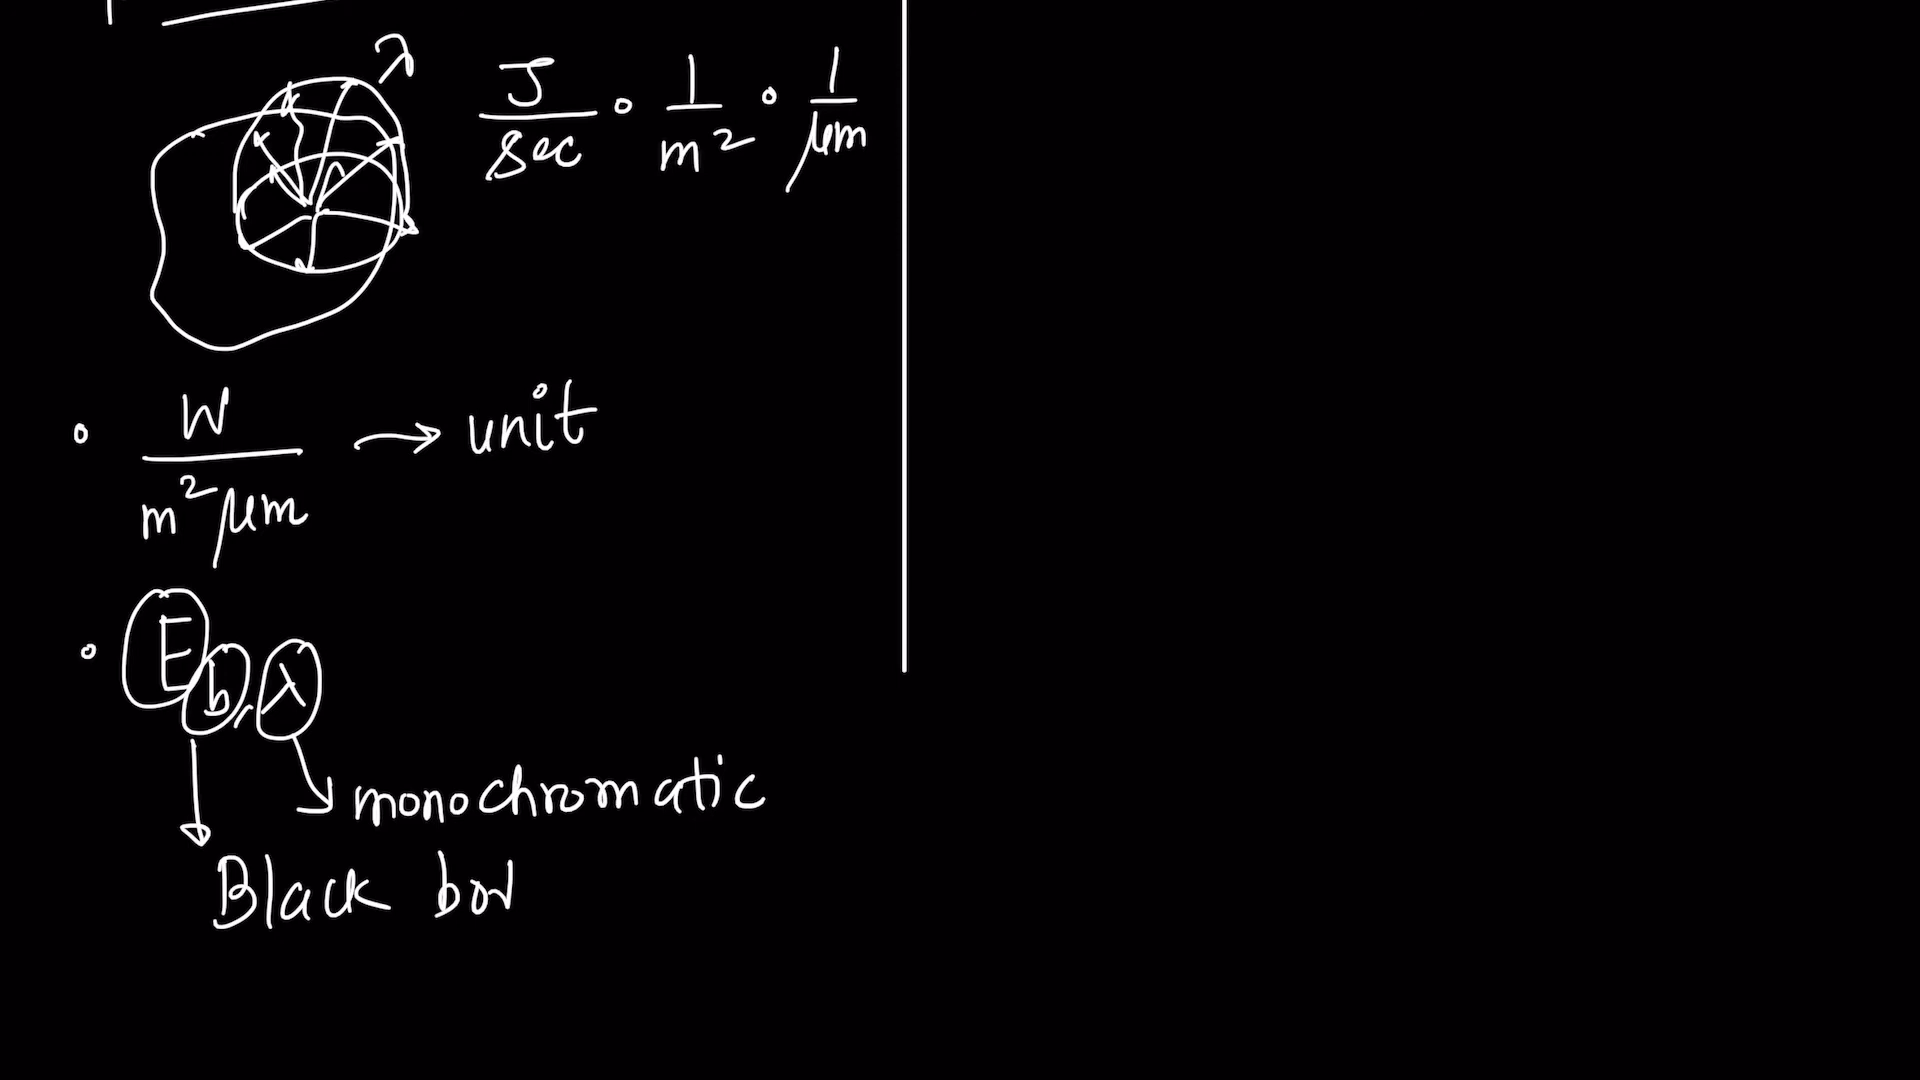 λ
J/sec ∘ 1/m² ∘ 1/μm
∘ W/m²μm → unit
∘ E b,λ
monochromatic
Black bod